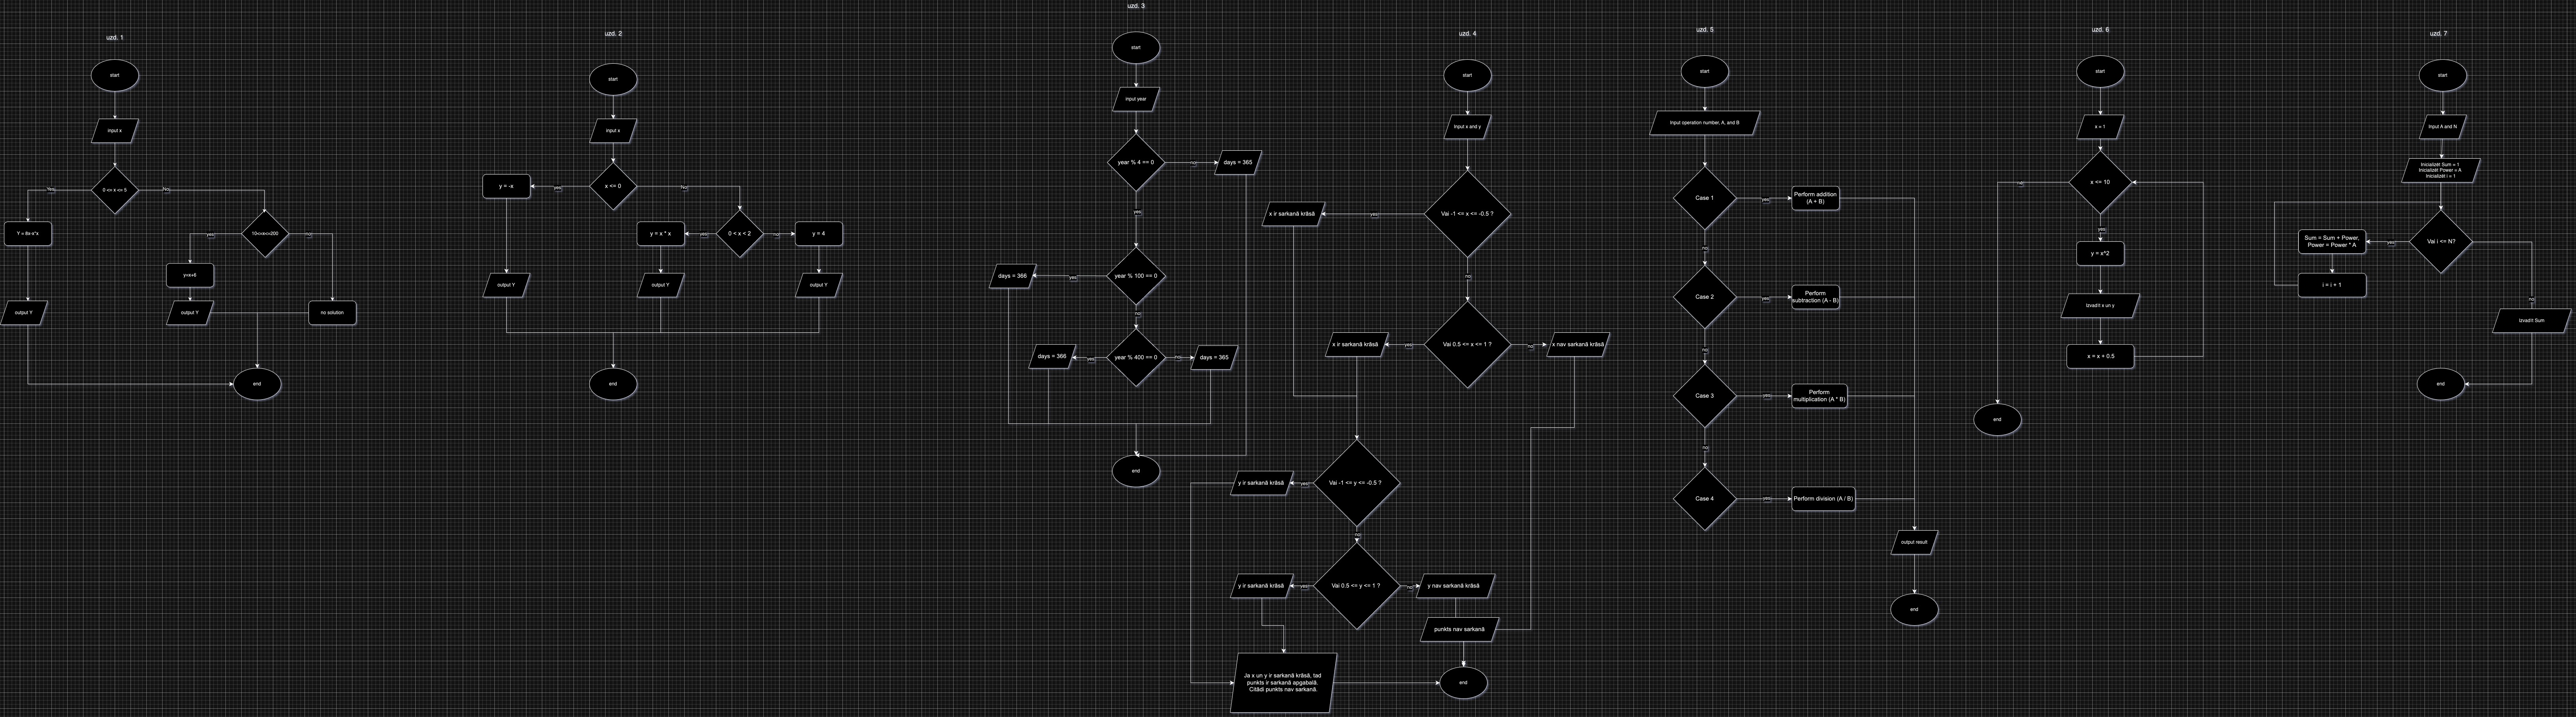 uzd. 1
start
input x
0 <= x <= 5
Yes
No
Y = 8x-x*x
10<=x<=200
yes
no
y=x+6
output Y
output Y
no solution
end
uzd. 2
start
input x
x <= 0
yes
No
y = -x
y = x * x
yes
0 < x < 2
no
y = 4
output Y
output Y
output Y
end
uzd. 3
start
input year
year % 4 == 0
no
days = 365
yes
year % 100 == 0
yes
days = 366
no
year % 400 == 0
yes
days = 366
no
days = 365
end
uzd. 4
start
Input x and y
Vai -1 <= x <= -0.5 ?
yes
x ir sarkanā krāsā
no
Vai 0.5 <= x <= 1 ?
yes
x ir sarkanā krāsā
no
x nav sarkanā krāsā
Vai -1 <= y <= -0.5 ?
yes
y ir sarkanā krāsā
no
Vai 0.5 <= y <= 1 ?
yes
y ir sarkanā krāsā
no
y nav sarkanā krāsā
punkts nav sarkanā
Ja x un y ir sarkanā krāsā, tad
punkts ir sarkanā apgabalā.
Citādi punkts nav sarkanā.
end
uzd. 5
start
Input operation number, A, and B
Case 1
yes
Perform addition
(A + B)
no
Case 2
yes
Perform
subtraction (A - B)
no
Case 3
yes
Perform
multiplication (A * B)
no
Case 4
yes
Perform division (A / B)
output result
end
uzd. 6
start
x = 1
x <= 10
no
yes
y = x^2
Izvadīt x un y
x = x + 0.5
end
uzd. 7
start
Input A and N
Inicializēt Sum = 1
Inicializēt Power = A
Inicializēt i = 1
Vai i <= N?
yes
Sum = Sum + Power,
Power = Power * A
i = i + 1
no
Izvadīt Sum
end